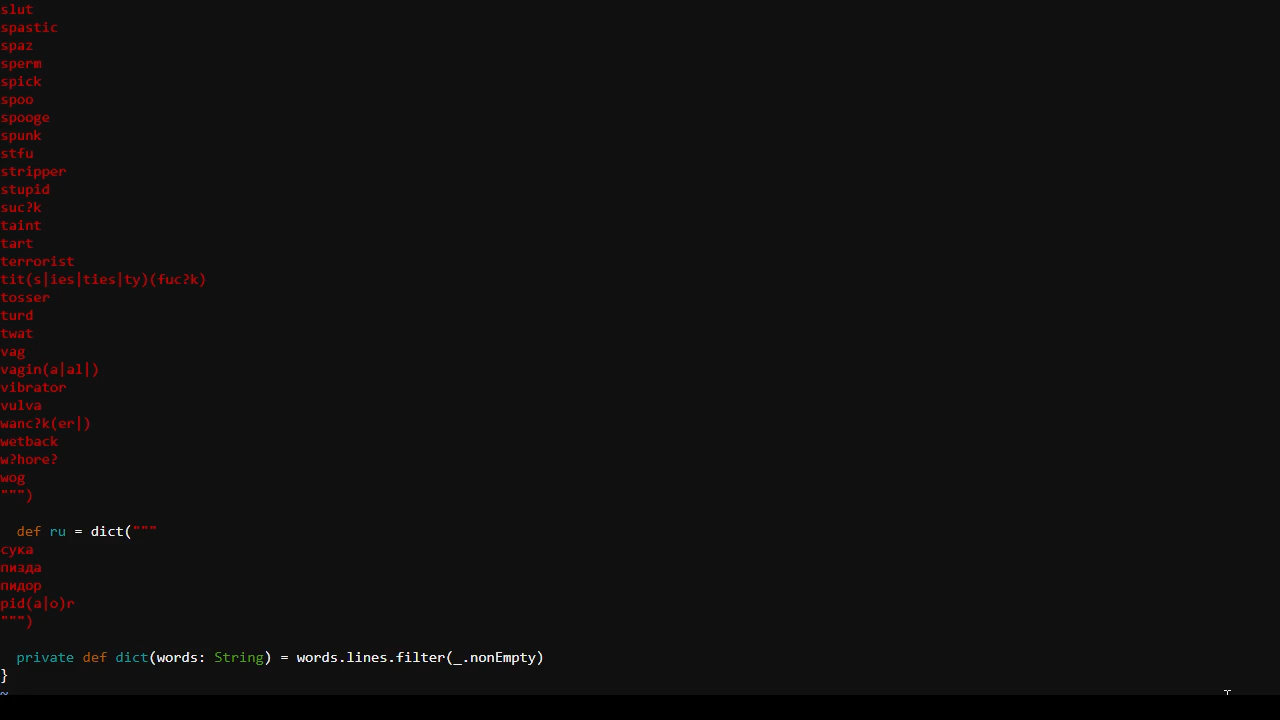 slut
spastic
spaz
sperm
spick
spoo
spooge
spunk
stfu
stripper
stupid
suc?k
taint
tart
terrorist
tit(s|ies|ties|ty)(fuc?k)
tosser
turd
twat
vag
vagin(a|al|)
vibrator
vulva
wanc?k(er|)
wetback
w?hore?
wog
""")
def ru = dict("""
сука
пизда
пидор
pid(a|o)r
""")
private def dict(words: String) = words.lines.filter(_.nonEmpty)
}
~